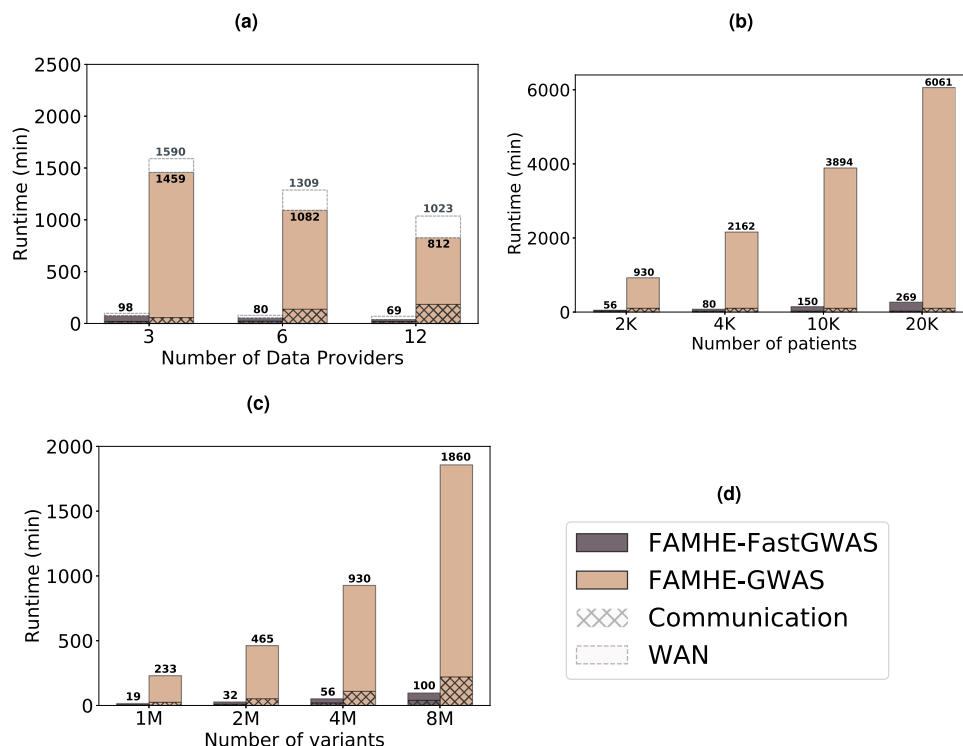 (a)
2500
2000
1500
1000
500
0
Runtime (min)
1590
1459
1309
1082
1023
812
98
80
69
3
6
12
Number of Data Providers
(b)
6000
4000
2000
0
Runtime (min)
56
930
80
2162
150
3894
269
6061
2K
4K
10K
20K
Number of patients
(c)
2000
1500
1000
500
0
Runtime (min)
19
233
32
465
56
930
100
1860
1M
2M
4M
8M
Number of variants
(d)
FAMHE-FastGWAS
FAMHE-GWAS
Communication
WAN